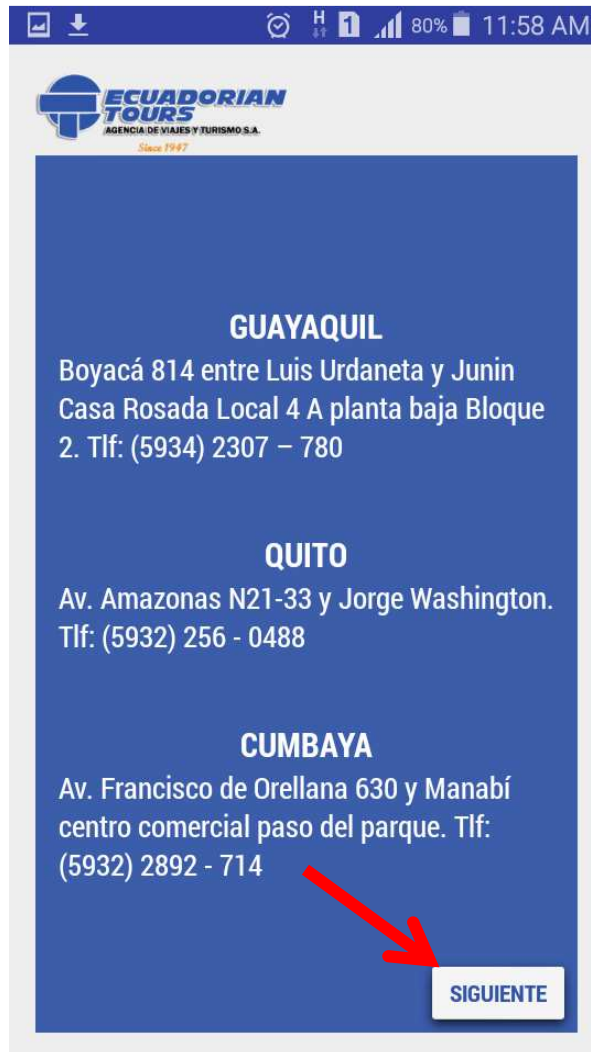 H 1 80% 11:58 AM
ECUADORIAN
TOURS
AGENCIA DE VIAJES Y TURISMO S.A.
Since 1947
GUAYAQUIL
Boyacá 814 entre Luis Urdaneta y Junin
Casa Rosada Local 4 A planta baja Bloque
2. Tlf: (5934) 2307 – 780
QUITO
Av. Amazonas N21-33 y Jorge Washington.
Tlf: (5932) 256 - 0488
CUMBAYA
Av. Francisco de Orellana 630 y Manabí
centro comercial paso del parque. Tlf:
(5932) 2892 - 714
SIGUIENTE